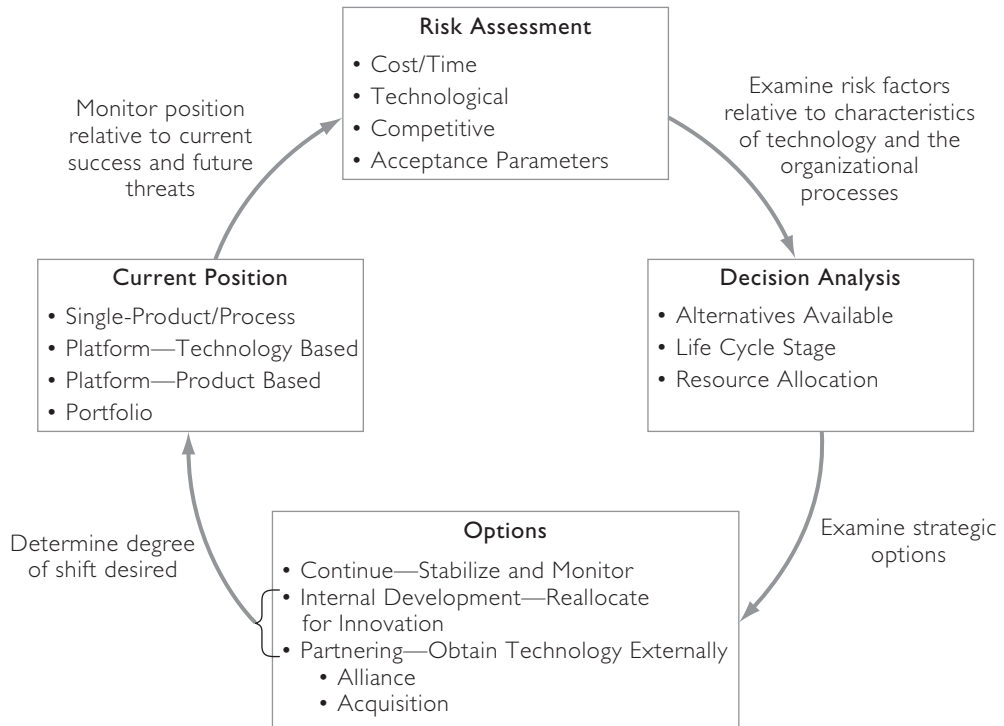 Risk Assessment
• Cost/Time
• Technological
• Competitive
• Acceptance Parameters
Monitor position
relative to current
success and future
threats
Examine risk factors
relative to characteristics
of technology and the
organizational
processes
Current Position
• Single-Product/Process
• Platform—Technology Based
• Platform—Product Based
• Portfolio
Decision Analysis
• Alternatives Available
• Life Cycle Stage
• Resource Allocation
Determine degree
of shift desired
Examine strategic
options
Options
• Continue—Stabilize and Monitor
• Internal Development—Reallocate
for Innovation
• Partnering—Obtain Technology Externally
• Alliance
• Acquisition